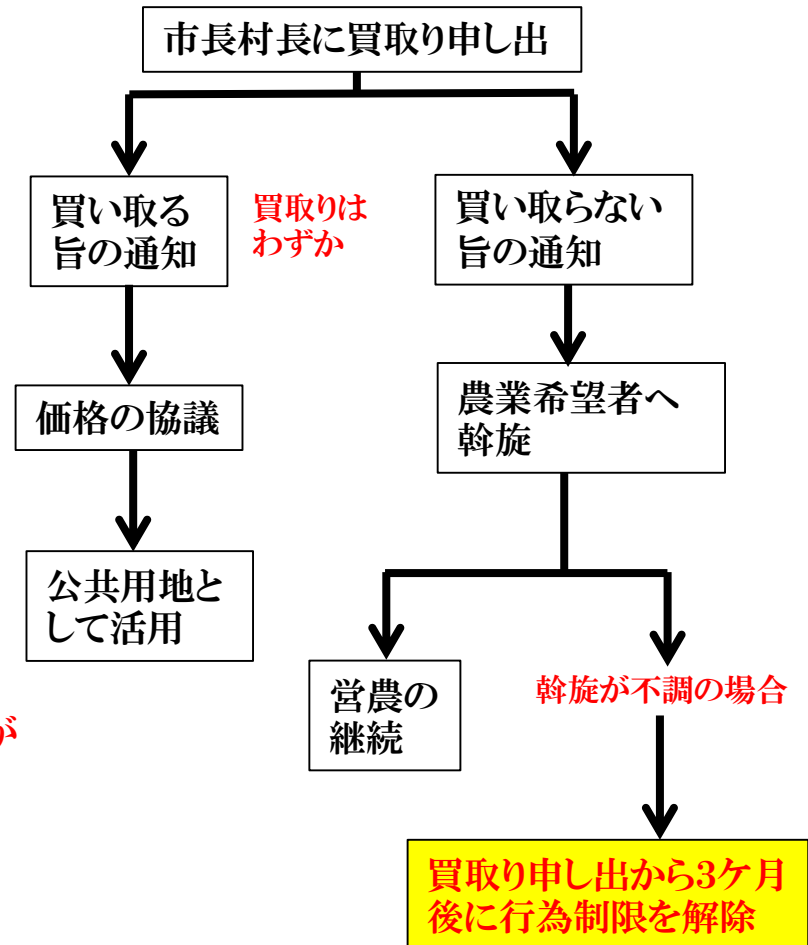 市長村長に買取り申し出
買い取る
旨の通知
買取りは
わずか
買い取らない
旨の通知
価格の協議
農業希望者へ
斡旋
公共用地と
して活用
が
営農の
継続
斡旋が不調の場合
買取り申し出から3ケ月
後に行為制限を解除